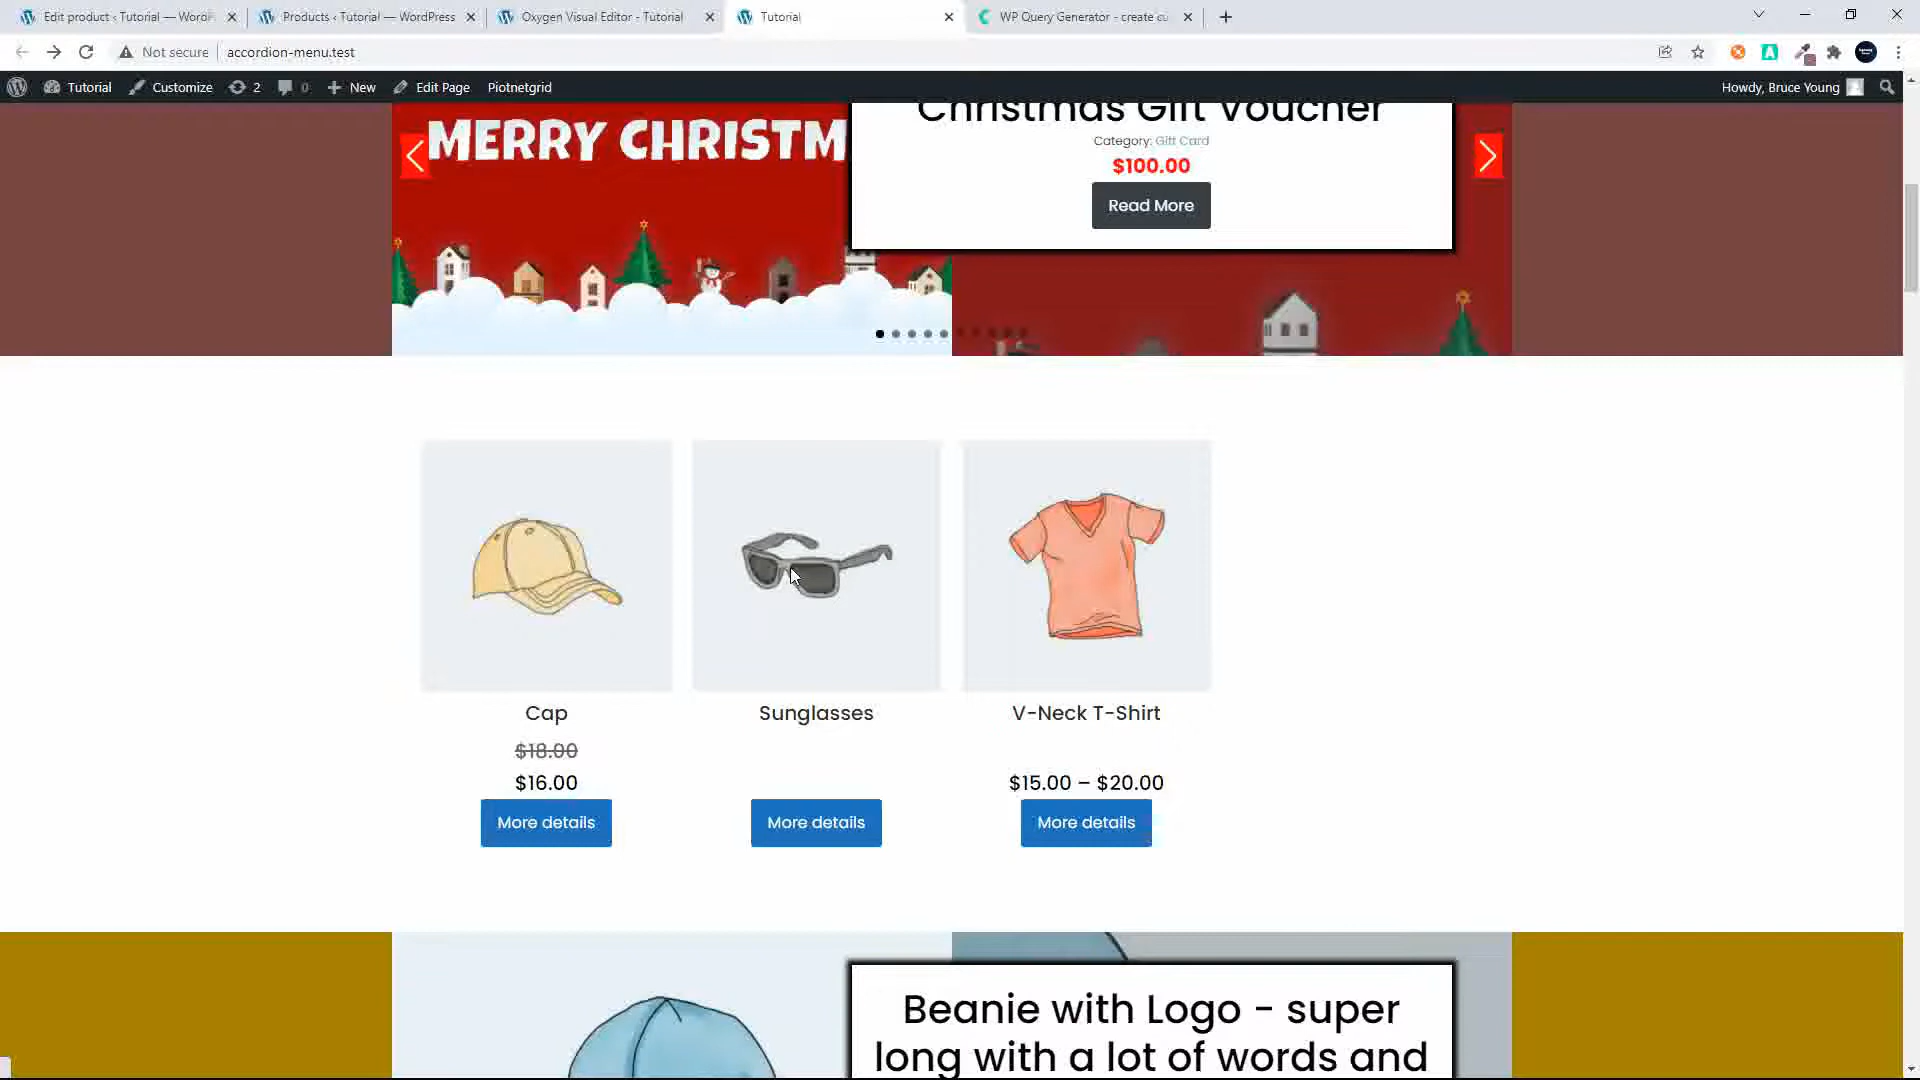 Edit product ‹ Tutorial — WordP
Products ‹ Tutorial — WordPress
Oxygen Visual Editor - Tutorial
Tutorial
WP Query Generator - create cu
Not secure
accordion-menu.test
Tutorial
Customize
2
0
New
Edit Page
Piotnetgrid
Howdy, Bruce Young
MERRY CHRISTM
Christmas Gift Voucher
Category: Gift Card
$100.00
Read More
Cap
Sunglasses
V-Neck T-Shirt
$18.00
$16.00
$15.00 – $20.00
More details
More details
More details
Beanie with Logo - super
long with a lot of words and